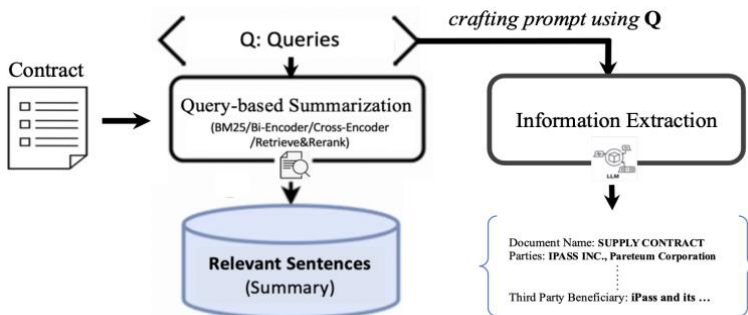 crafting prompt using Q
Q: Queries
Contract
Query-based Summarization
(BM25/Bi-Encoder/Cross-Encoder
/Retrieve&Rerank)
Information Extraction
LLM
Relevant Sentences
(Summary)
Document Name: SUPPLY CONTRACT
Parties: IPASS INC., Pareteum Corporation
Third Party Beneficiary: iPass and its ...